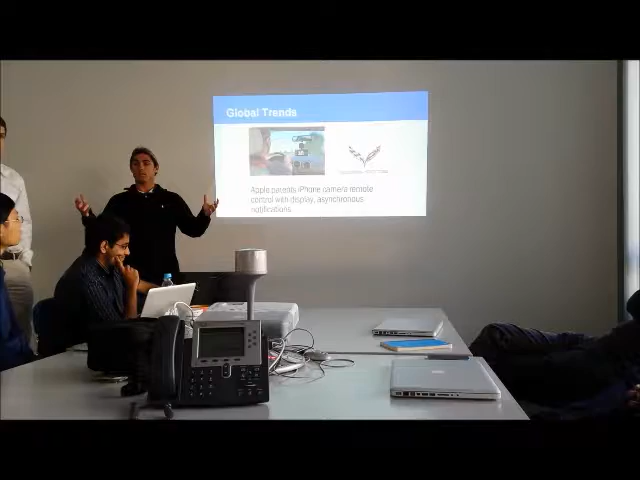 Global Trends
Apple patents iPhone camera remote
control with display, asynchronous
notifications